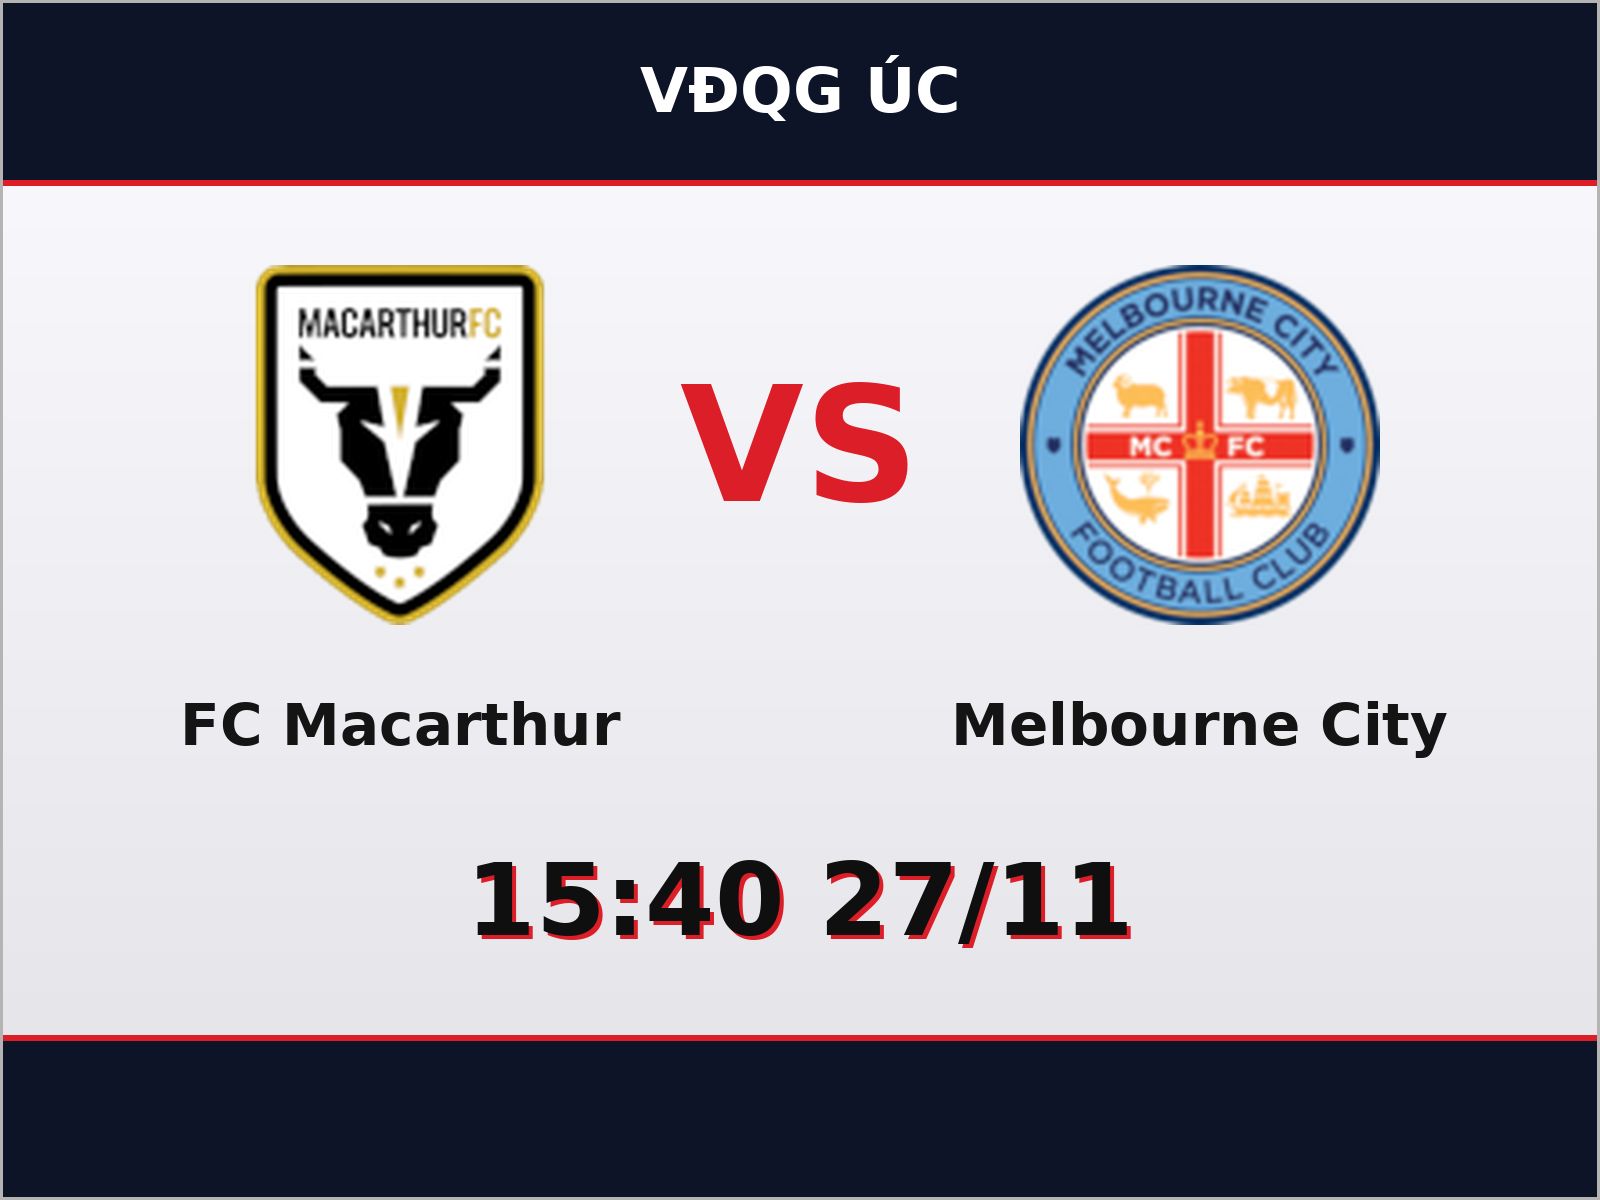 VĐQG ÚC
MACARTHURFC
VS
MELBOURNE CITY
MC FC
FOOTBALL CLUB
FC Macarthur
Melbourne City
15:40 27/11